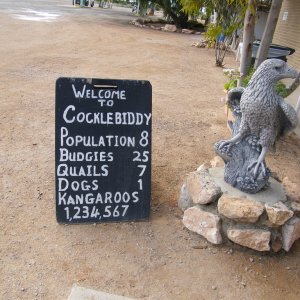 WELCOME
TO
COCKLEBIDDY
POPULATION 8
BUDGIES 25
QUAILS 7
DOGS 1
KANGAROOS
1,234,567